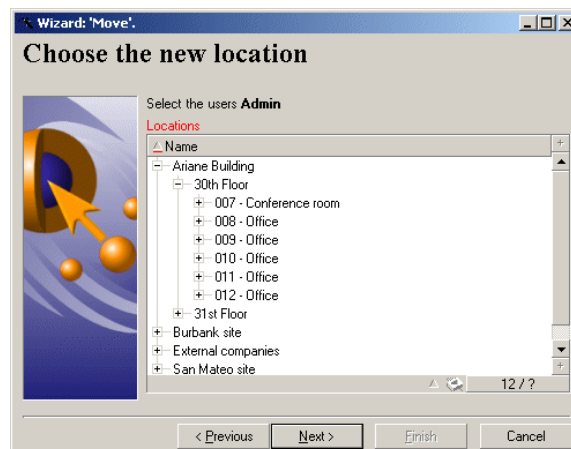 Wizard: 'Move'.
Choose the new location
Select the users Admin
Locations
Name
Ariane Building
30th Floor
007 - Conference room
008 - Office
009 - Office
010 - Office
011 - Office
012 - Office
31st Floor
Burbank site
External companies
San Mateo site
12 / ?
< Previous Next > Finish Cancel